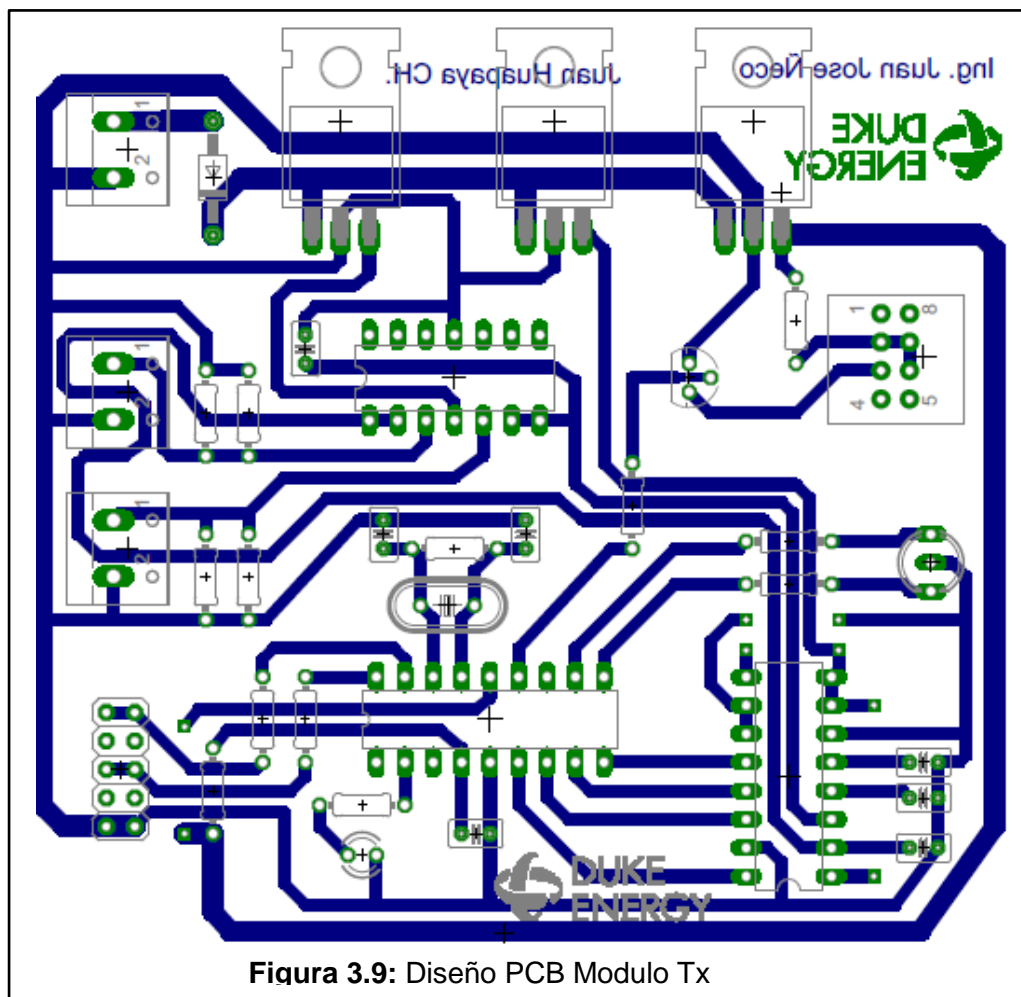 Juan Huapaya CH.
Ing. Juan Jose Ñeco
DUKE
ENERGY
1
2
1
8
4
5
1
2
1
2
DUKE
ENERGY
Figura 3.9: Diseño PCB Modulo Tx